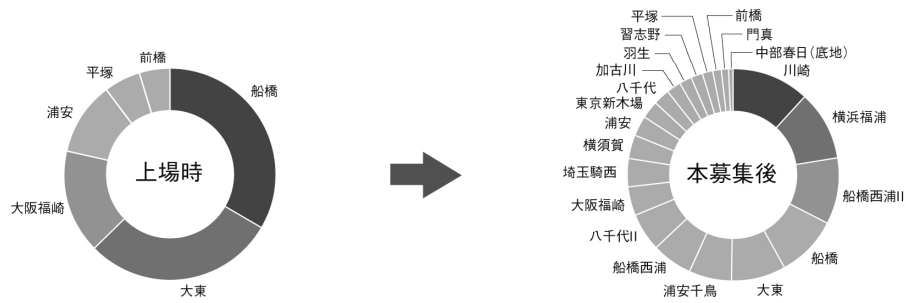 前橋
平塚
浦安
大阪福崎
大東
船橋
上場時
平塚
習志野
羽生
加古川
八千代
東京新木場
浦安
横須賀
埼玉騎西
大阪福崎
八千代II
船橋西浦
浦安千鳥
大東
船橋
船橋西浦II
横浜福浦
川崎
中部春日(底地)
門真
前橋
本募集後